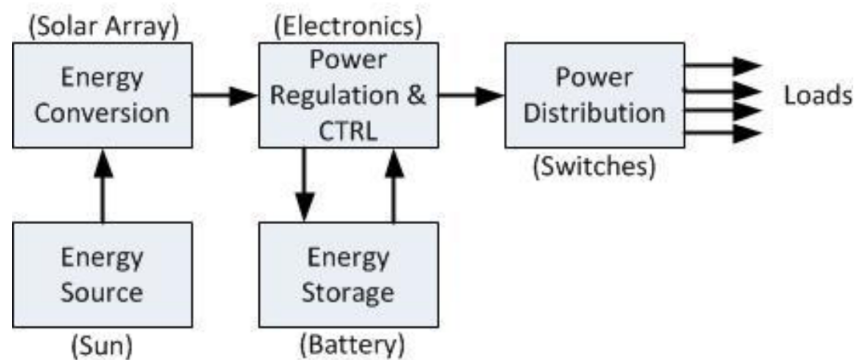 (Solar Array)
Energy
Conversion
(Electronics)
Power
Regulation &
CTRL
Power
Distribution
(Switches)
Loads
Energy
Source
(Sun)
Energy
Storage
(Battery)